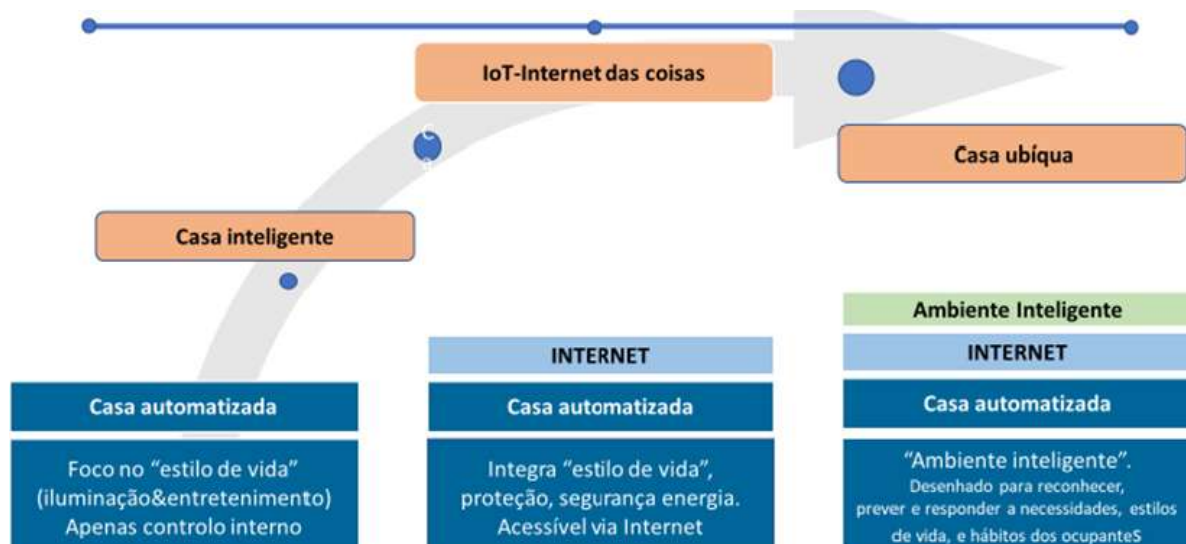 IoT-Internet das coisas
C
a
Casa ubíqua
Casa inteligente
Casa automatizada
Foco no “estilo de vida”
(iluminação&entretenimento)
Apenas controlo interno
INTERNET
Casa automatizada
Integra “estilo de vida”,
proteção, segurança energia.
Acessível via Internet
Ambiente Inteligente
INTERNET
Casa automatizada
“Ambiente inteligente”.
Desenhado para reconhecer,
prever e responder a necessidades, estilos
de vida, e hábitos dos ocupanteS